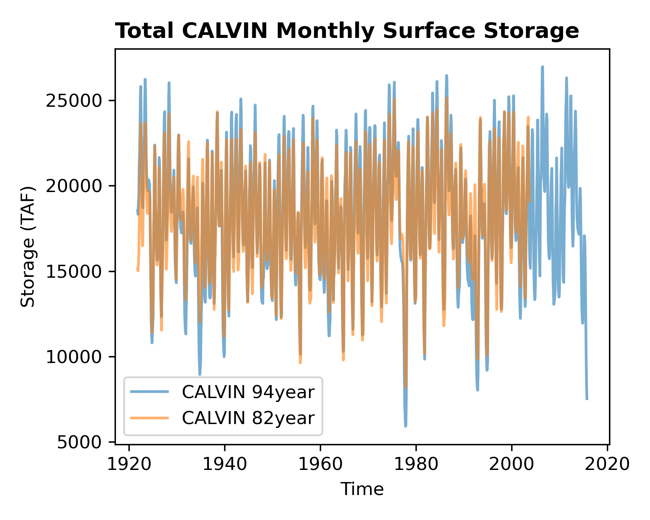 Total CALVIN Monthly Surface Storage
25000
20000
15000
10000
5000
Storage (TAF)
CALVIN 94year
CALVIN 82year
1920 1940 1960 1980 2000 2020
Time